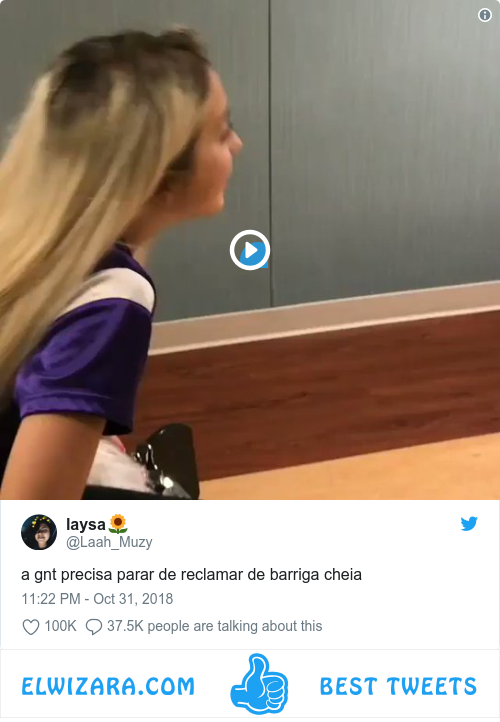 laysa🌻
@Laah_Muzy
a gnt precisa parar de reclamar de barriga cheia
11:22 PM - Oct 31, 2018
100K 37.5K people are talking about this
ELWIZARA.COM BEST TWEETS